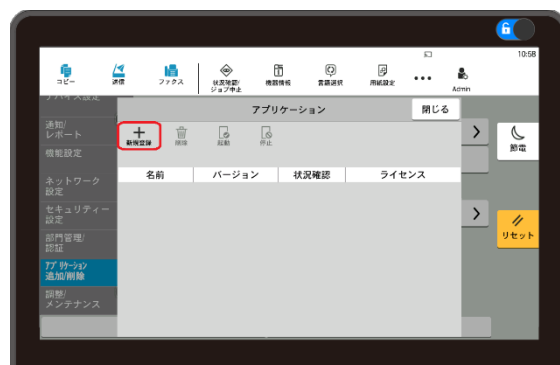 10:58
コピー
送信
ファクス
状況確認/
ジョブ中止
機器情報
言語選択
用紙設定
Admin
デバイス設定
アプリケーション
閉じる
通知/
レポート
新規登録
削除
起動
停止
節電
機能設定
名前
バージョン
状況確認
ライセンス
ネットワーク
設定
セキュリティー
設定
リセット
部門管理/
認証
アプリケーション
追加/削除
調整/
メンテナンス